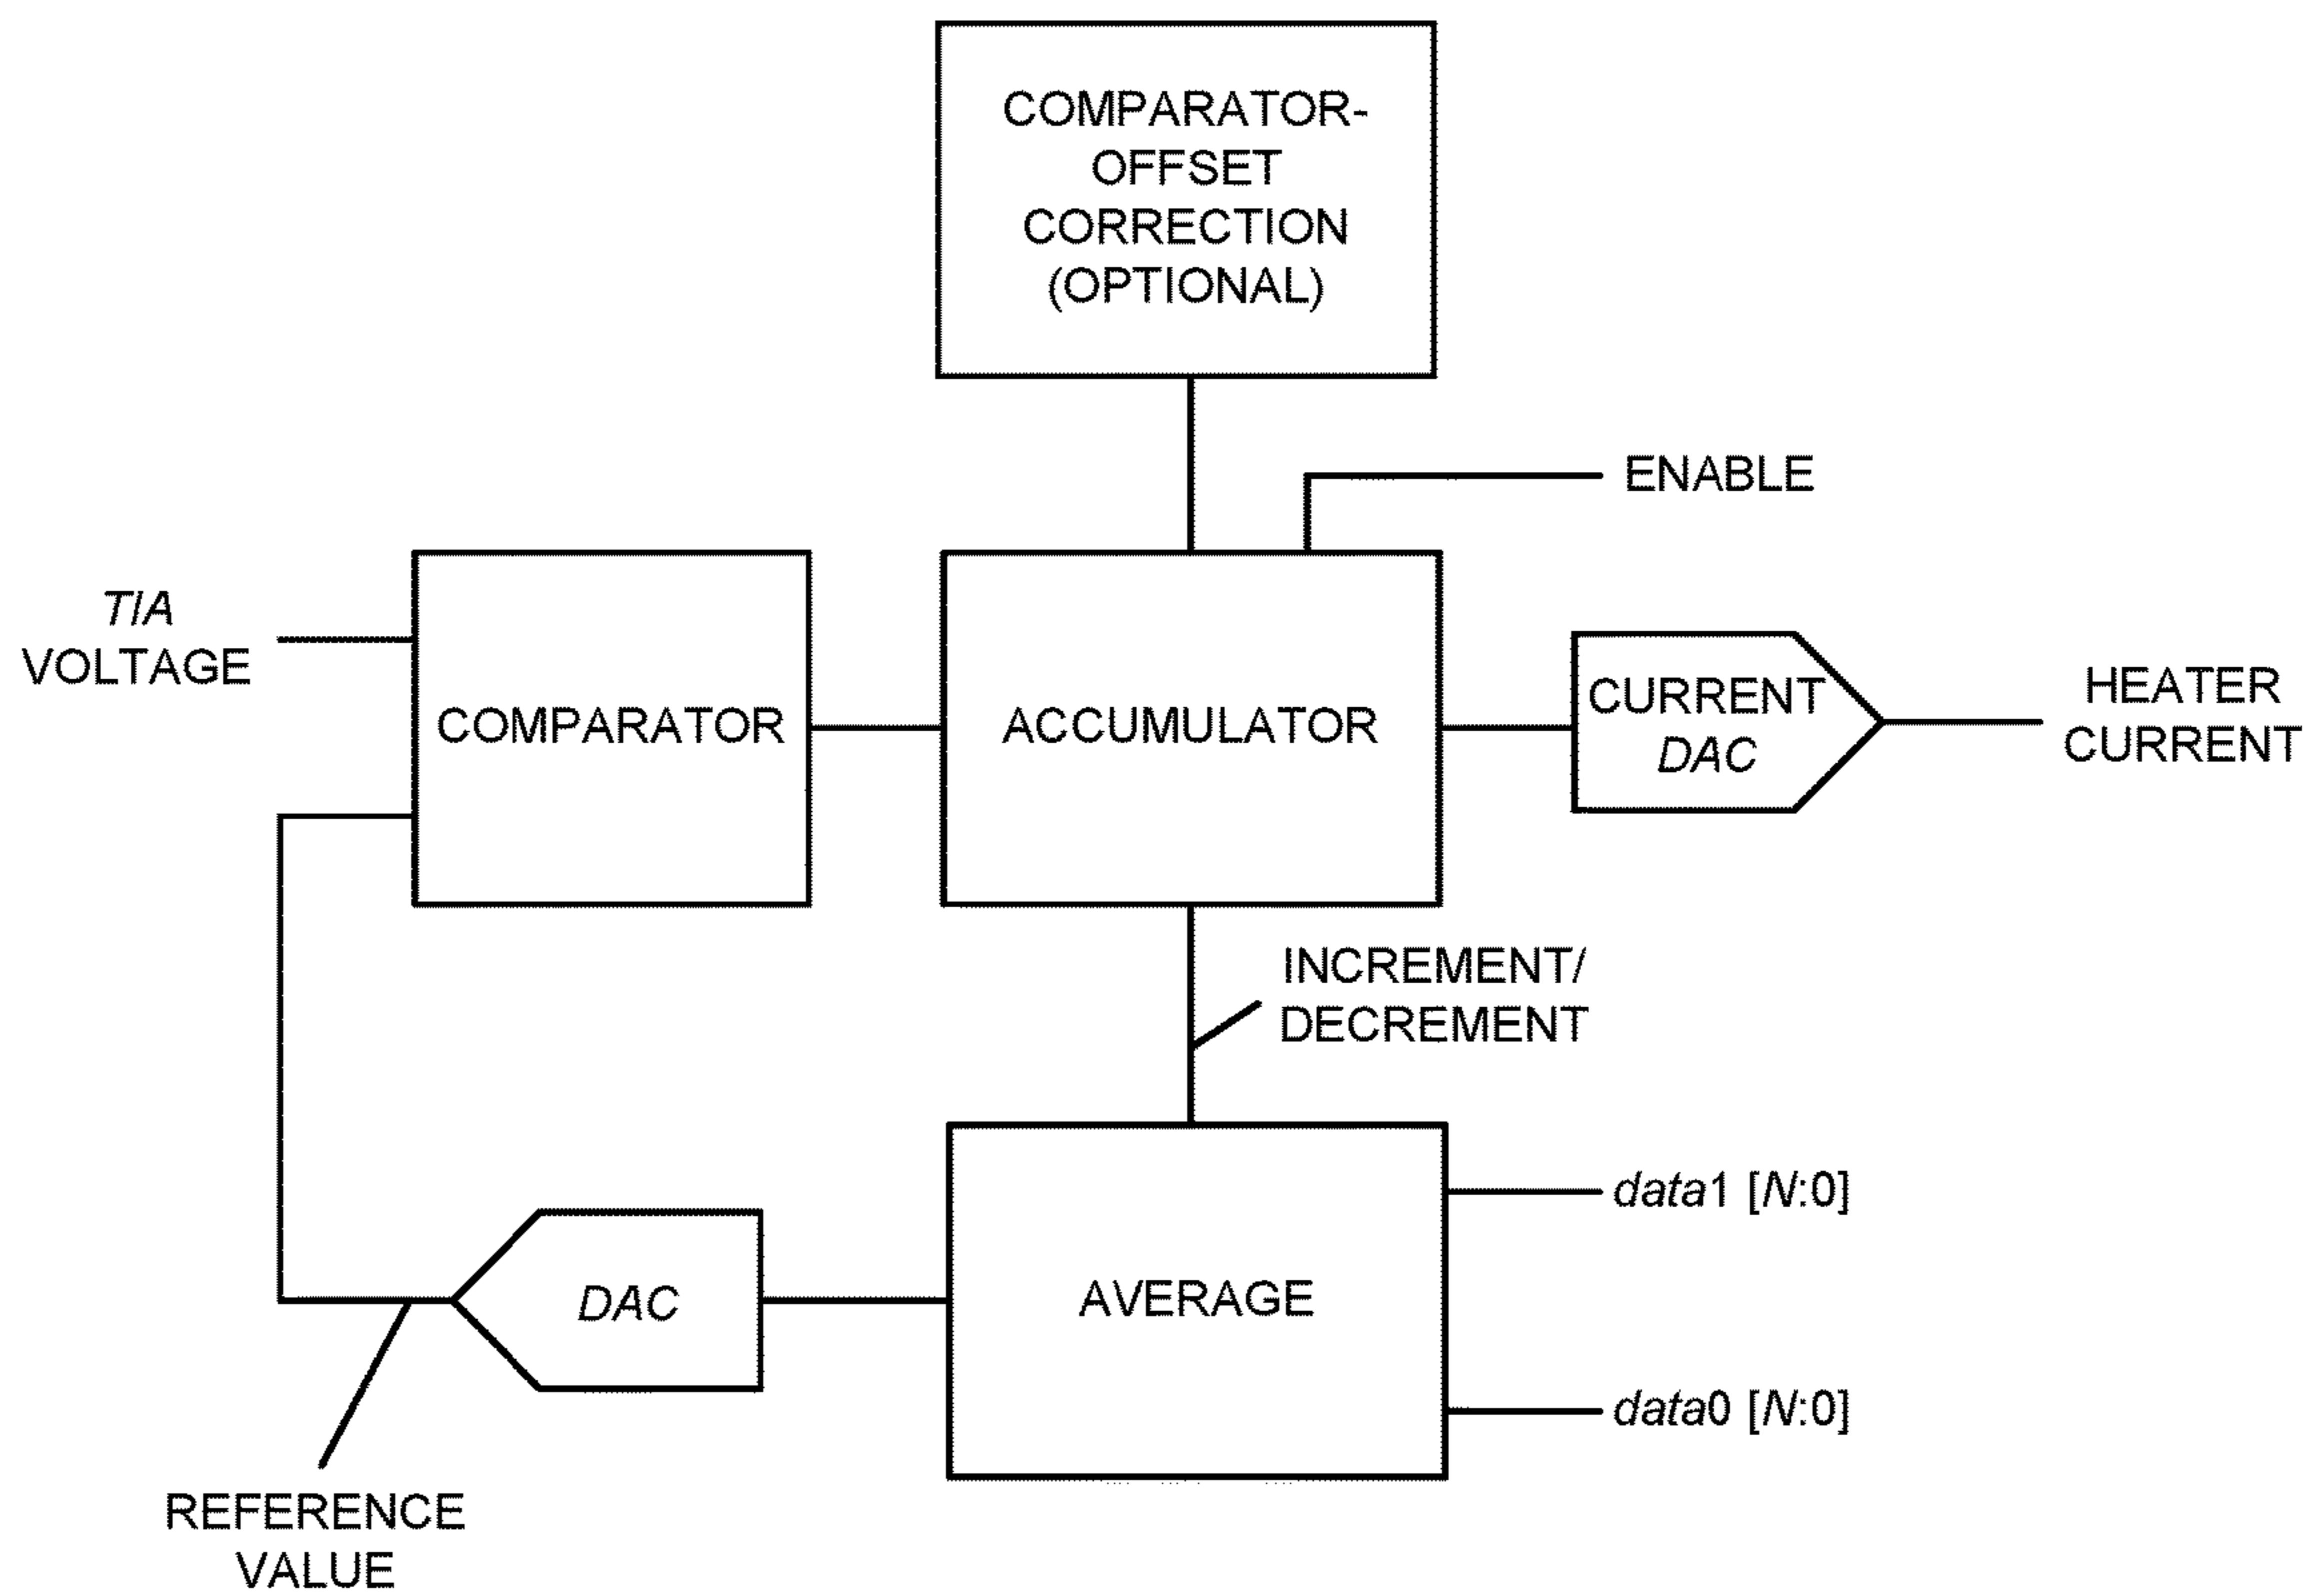 COMPARATOR-
OFFSET
CORRECTION
(OPTIONAL)
ENABLE
TIA
VOLTAGE
COMPARATOR
ACCUMULATOR
CURRENT
DAC
HEATER
CURRENT
INCREMENT/
DECREMENT
data1 [N:0]
DAC
AVERAGE
data0 [N:0]
REFERENCE
VALUE